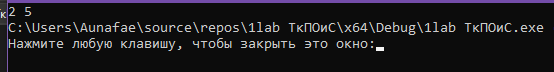 2 5
C:\Users\Aunafae\source\repos\1lab ТкПОиС\x64\Debug\1lab ТкПОиС.exe
Нажмите любую клавишу, чтобы закрыть это окно: